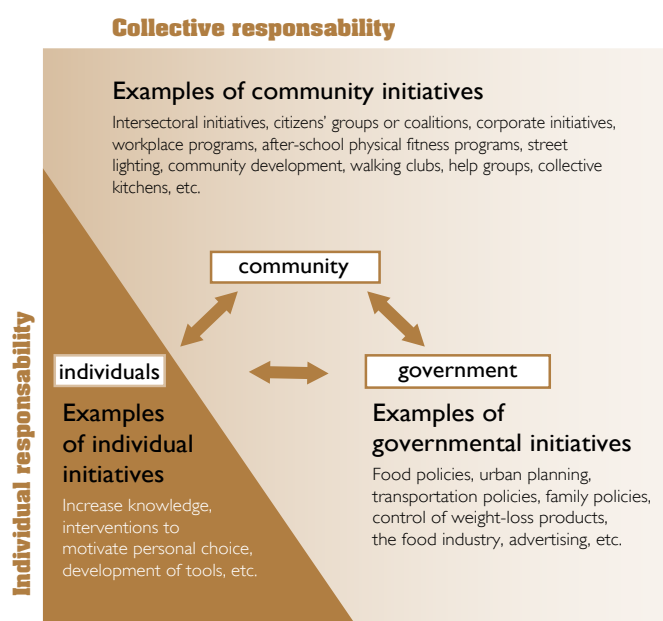 Collective responsability
Examples of community initiatives
Intersectoral initiatives, citizens' groups or coalitions, corporate initiatives,
workplace programs, after-school physical fitness programs, street
lighting, community development, walking clubs, help groups, collective
kitchens, etc.
community
individuals
government
Individual responsability
Examples
of individual
initiatives
Increase knowledge,
interventions to
motivate personal choice,
development of tools, etc.
Examples of
governmental initiatives
Food policies, urban planning,
transportation policies, family policies,
control of weight-loss products,
the food industry, advertising, etc.